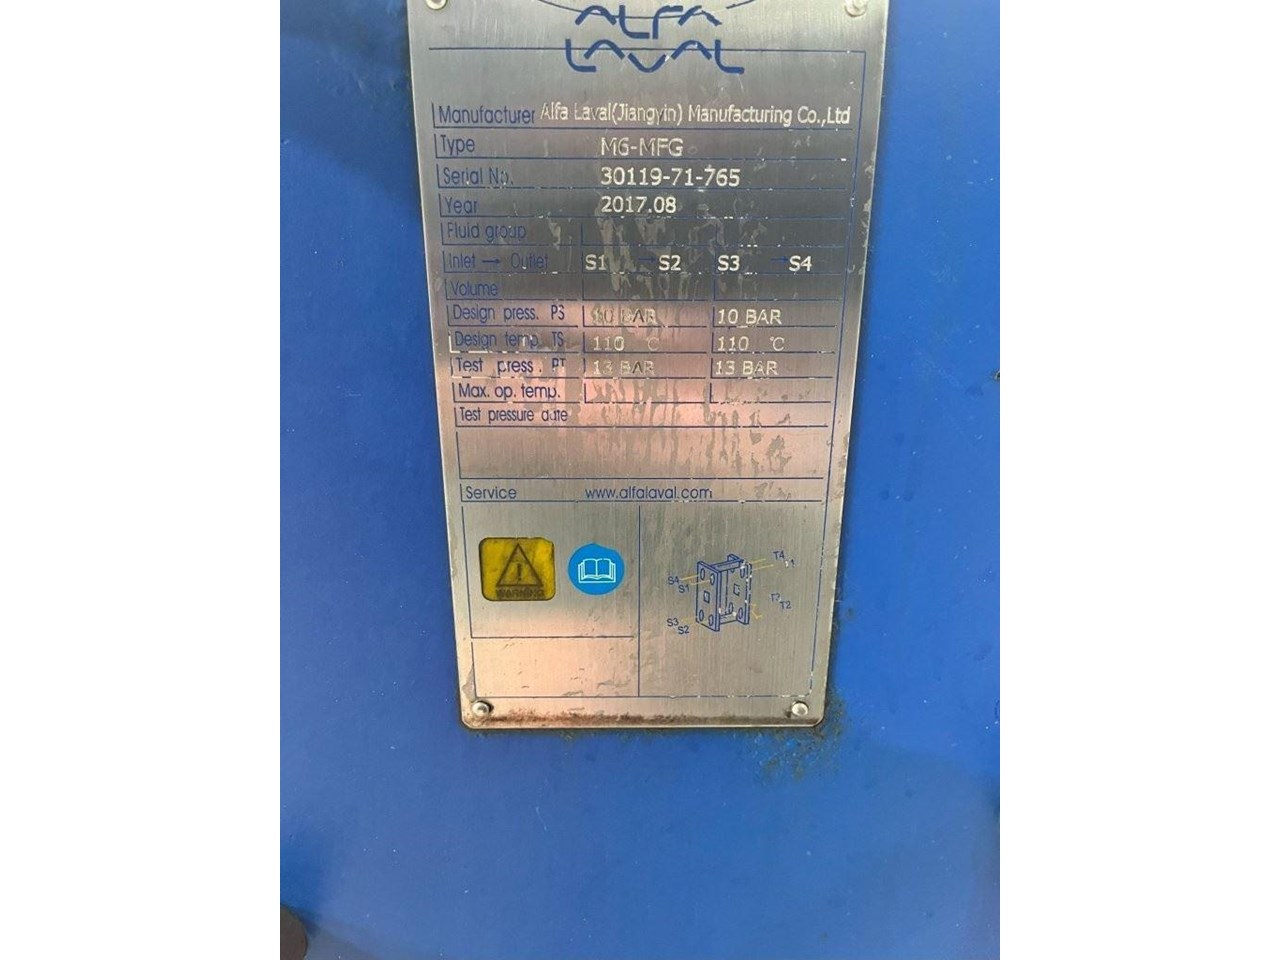 ALFA
LAVAL
Manufacturer Alfa Laval(Jiangyin) Manufacturing Co.,Ltd
Type M6-MFG
Serial No. 30119-71-765
Year 2017.08
Fluid group
Inlet → Outlet S1 → S2 S3 → S4
Volume
Design press. PS 10 BAR 10 BAR
Design temp. TS 110 °C 110 °C
Test press. PT 13 BAR 13 BAR
Max. op. temp.
Test pressure date
Service www.alfalaval.com
WARNING
T4
S4
S1
T2
S3
S2